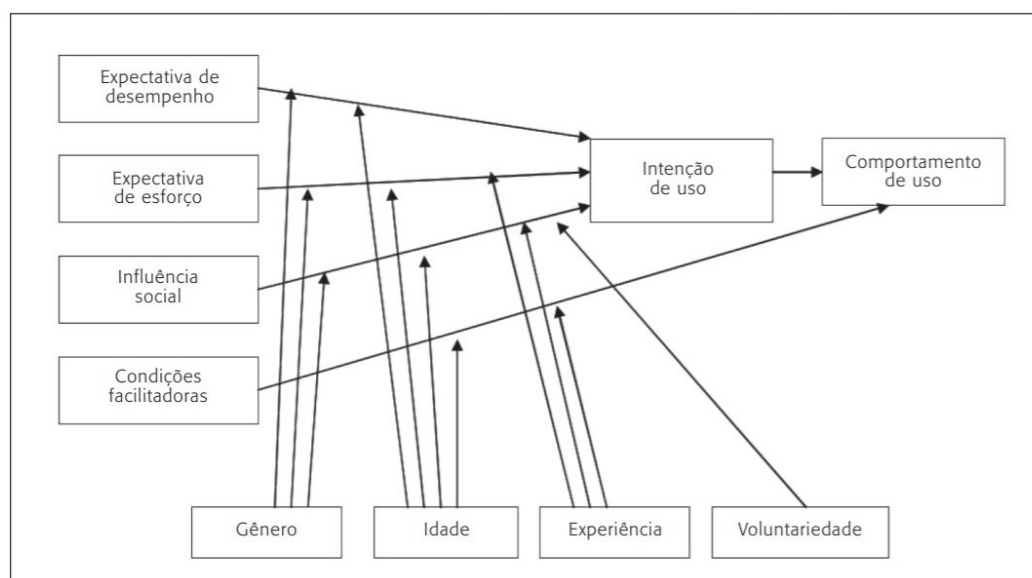 Expectativa de
desempenho
Expectativa
de esforço
Influência
social
Condições
facilitadoras
Intenção
de uso
Comportamento
de uso
Gênero
Idade
Experiência
Voluntariedade